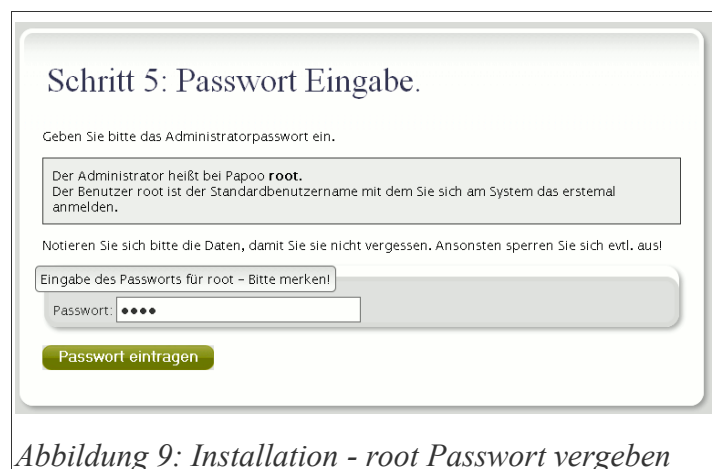 Schritt 5: Passwort Eingabe.
Geben Sie bitte das Administratorpasswort ein.
Der Administrator heißt bei Papoo root.
Der Benutzer root ist der Standardbenutzername mit dem Sie sich am System das erstemal
anmelden.
Notieren Sie sich bitte die Daten, damit Sie sie nicht vergessen. Ansonsten sperren Sie sich evtl. aus!
Eingabe des Passworts für root - Bitte merken!
Passwort: ●●●●
Passwort eintragen
Abbildung 9: Installation - root Passwort vergeben